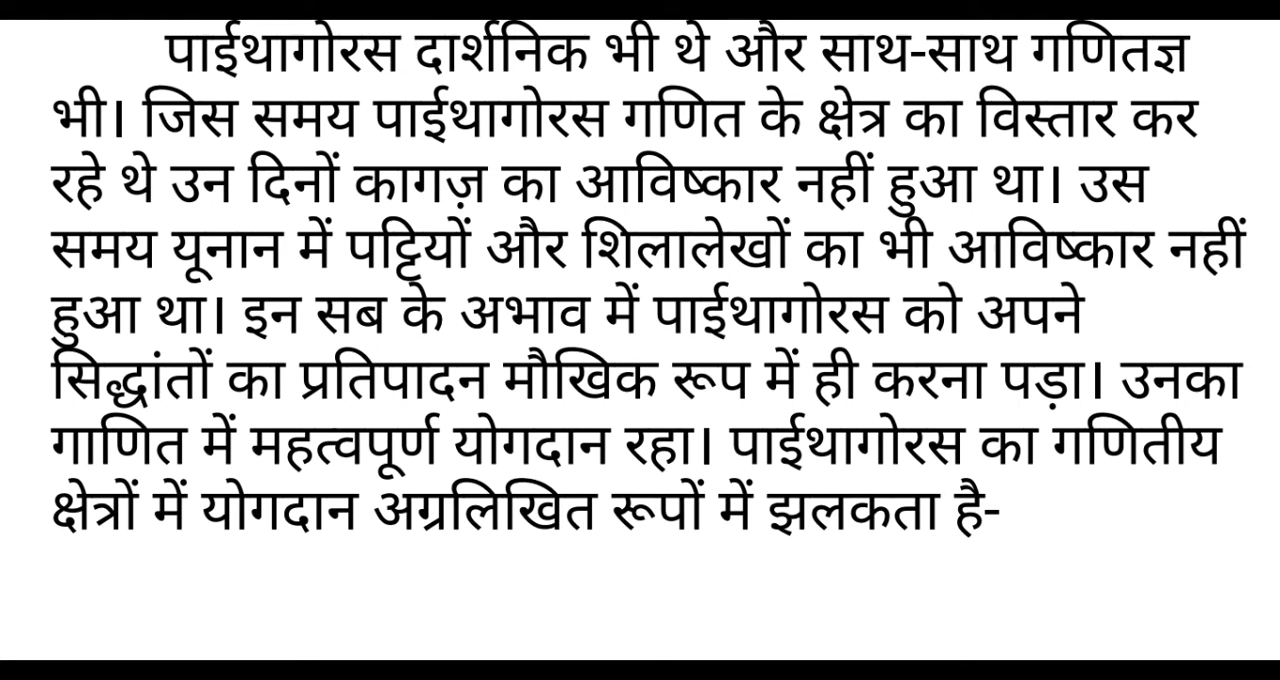 पाईथागोरस दार्शनिक भी थे और साथ-साथ गणितज्ञ
भी। जिस समय पाईथागोरस गणित के क्षेत्र का विस्तार कर
रहे थे उन दिनों कागज़ का आविष्कार नहीं हुआ था। उस
समय यूनान में पट्टियों और शिलालेखों का भी आविष्कार नहीं
हुआ था। इन सब के अभाव में पाईथागोरस को अपने
सिद्धांतों का प्रतिपादन मौखिक रूप में ही करना पड़ा। उनका
गाणित में महत्वपूर्ण योगदान रहा। पाईथागोरस का गणितीय
क्षेत्रों में योगदान अग्रलिखित रूपों में झलकता है-